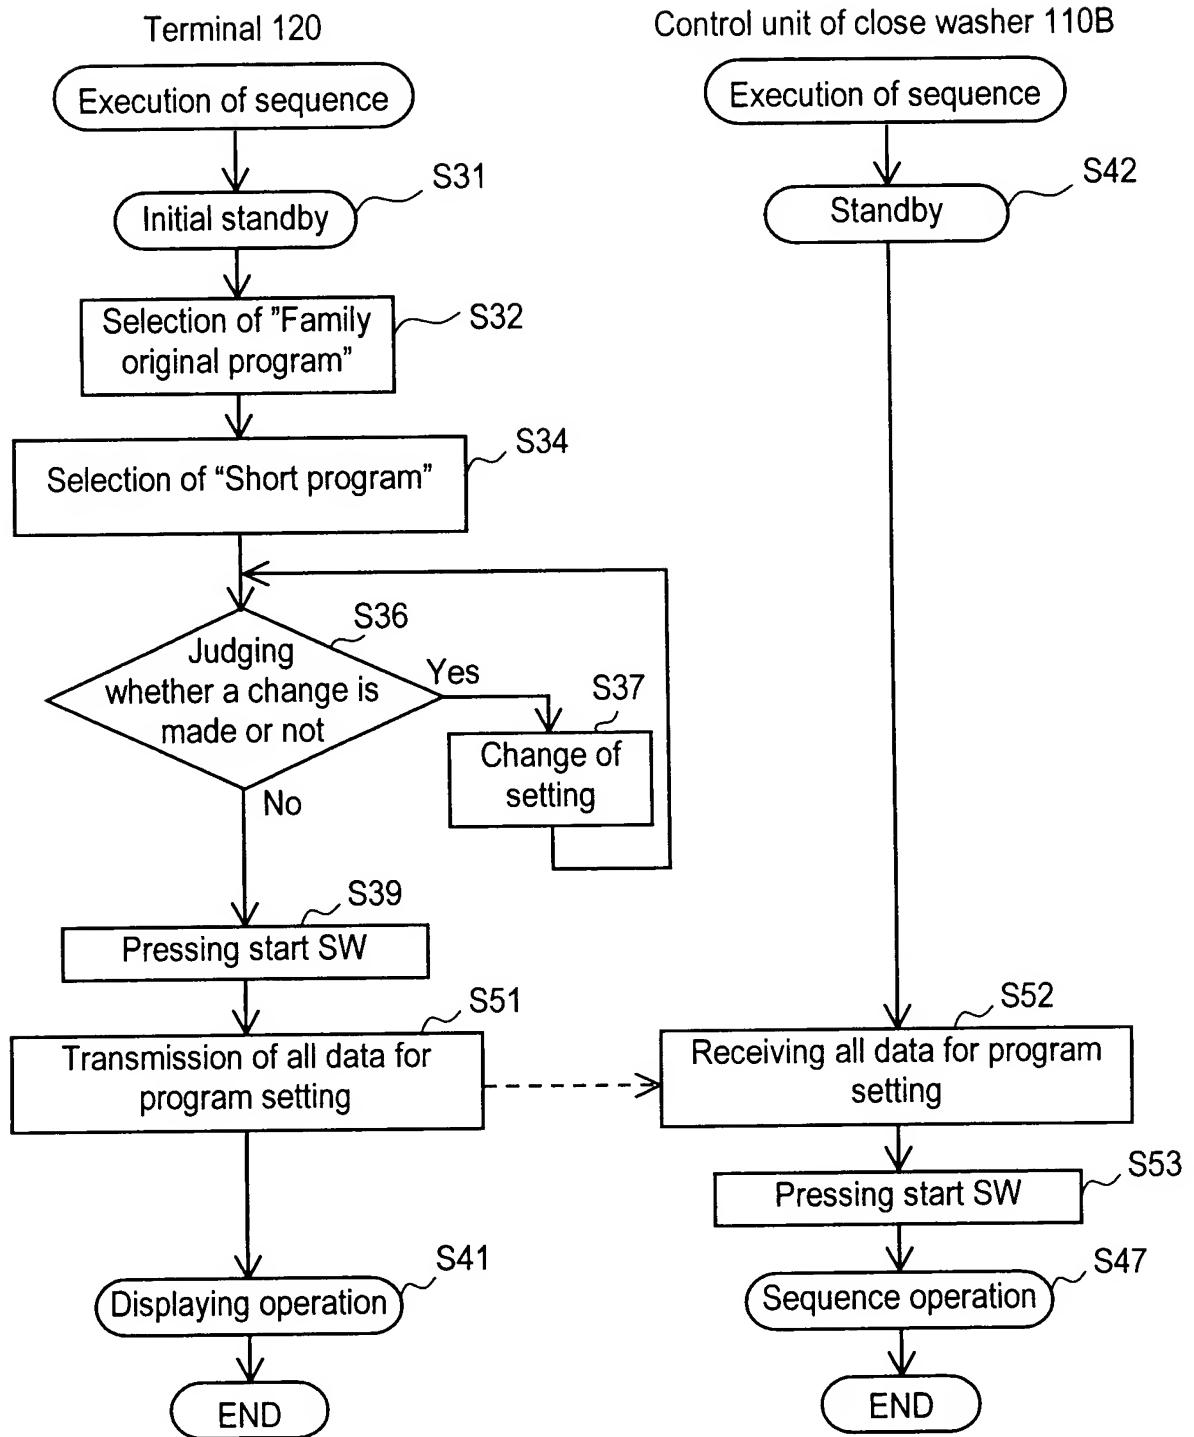 Terminal 120
Control unit of close washer 110B
Execution of sequence
S31
Initial standby
S32
Selection of ”Family
original program”
S34
Selection of “Short program”
S36
Judging
whether a change is
made or not
Yes
S37
Change of
setting
No
S39
Pressing start SW
S51
Transmission of all data for
program setting
S41
Displaying operation
END
Execution of sequence
S42
Standby
S52
Receiving all data for program
setting
S53
Pressing start SW
S47
Sequence operation
END